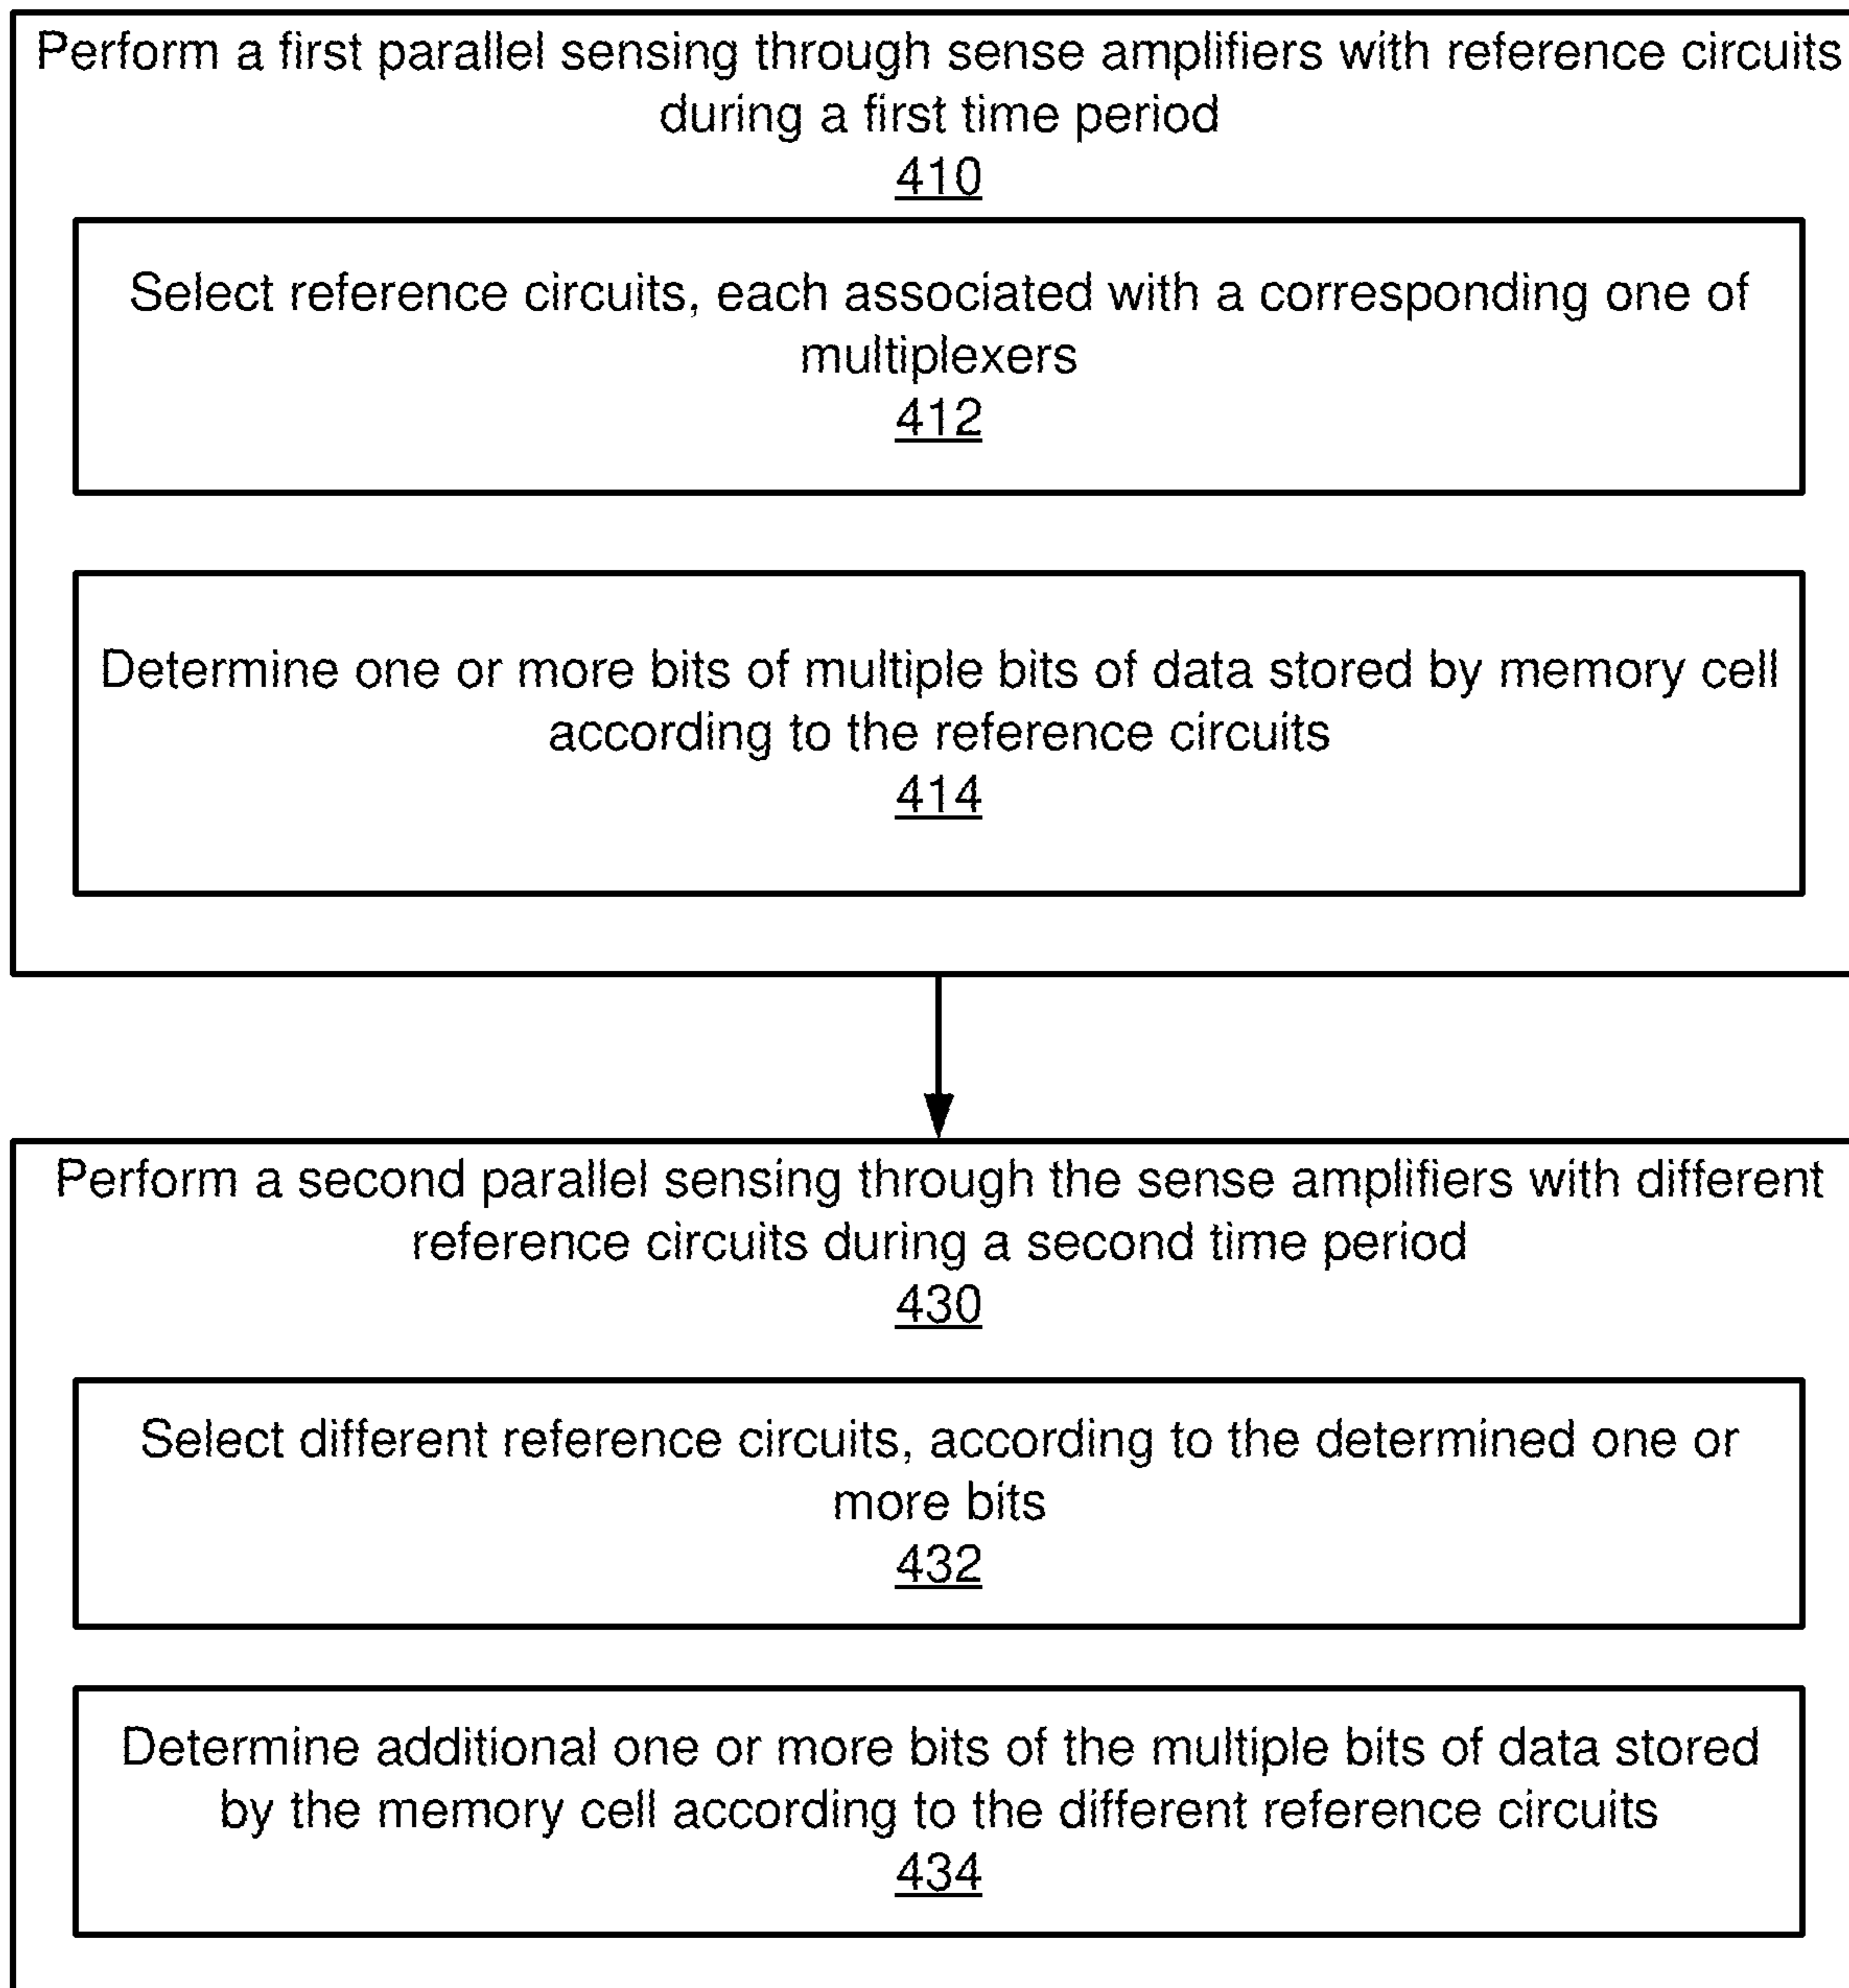 Perform a first parallel sensing through sense amplifiers with reference circuits
during a first time period
410
Select reference circuits, each associated with a corresponding one of
multiplexers
412
Determine one or more bits of multiple bits of data stored by memory cell
according to the reference circuits
414
Perform a second parallel sensing through the sense amplifiers with different
reference circuits during a second time period
430
Select different reference circuits, according to the determined one or
more bits
432
Determine additional one or more bits of the multiple bits of data stored
by the memory cell according to the different reference circuits
434